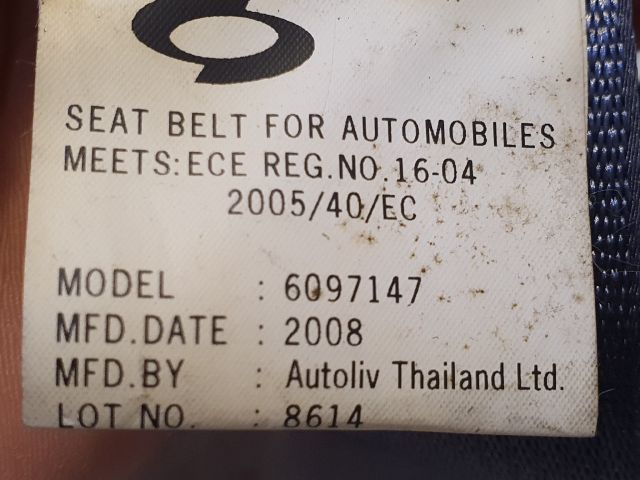 SEAT BELT FOR AUTOMOBILES
MEETS:ECE REG.NO.16-04
2005/40/EC
MODEL : 6097147
MFD.DATE : 2008
MFD.BY : Autoliv Thailand Ltd.
LOT NO. : 8614